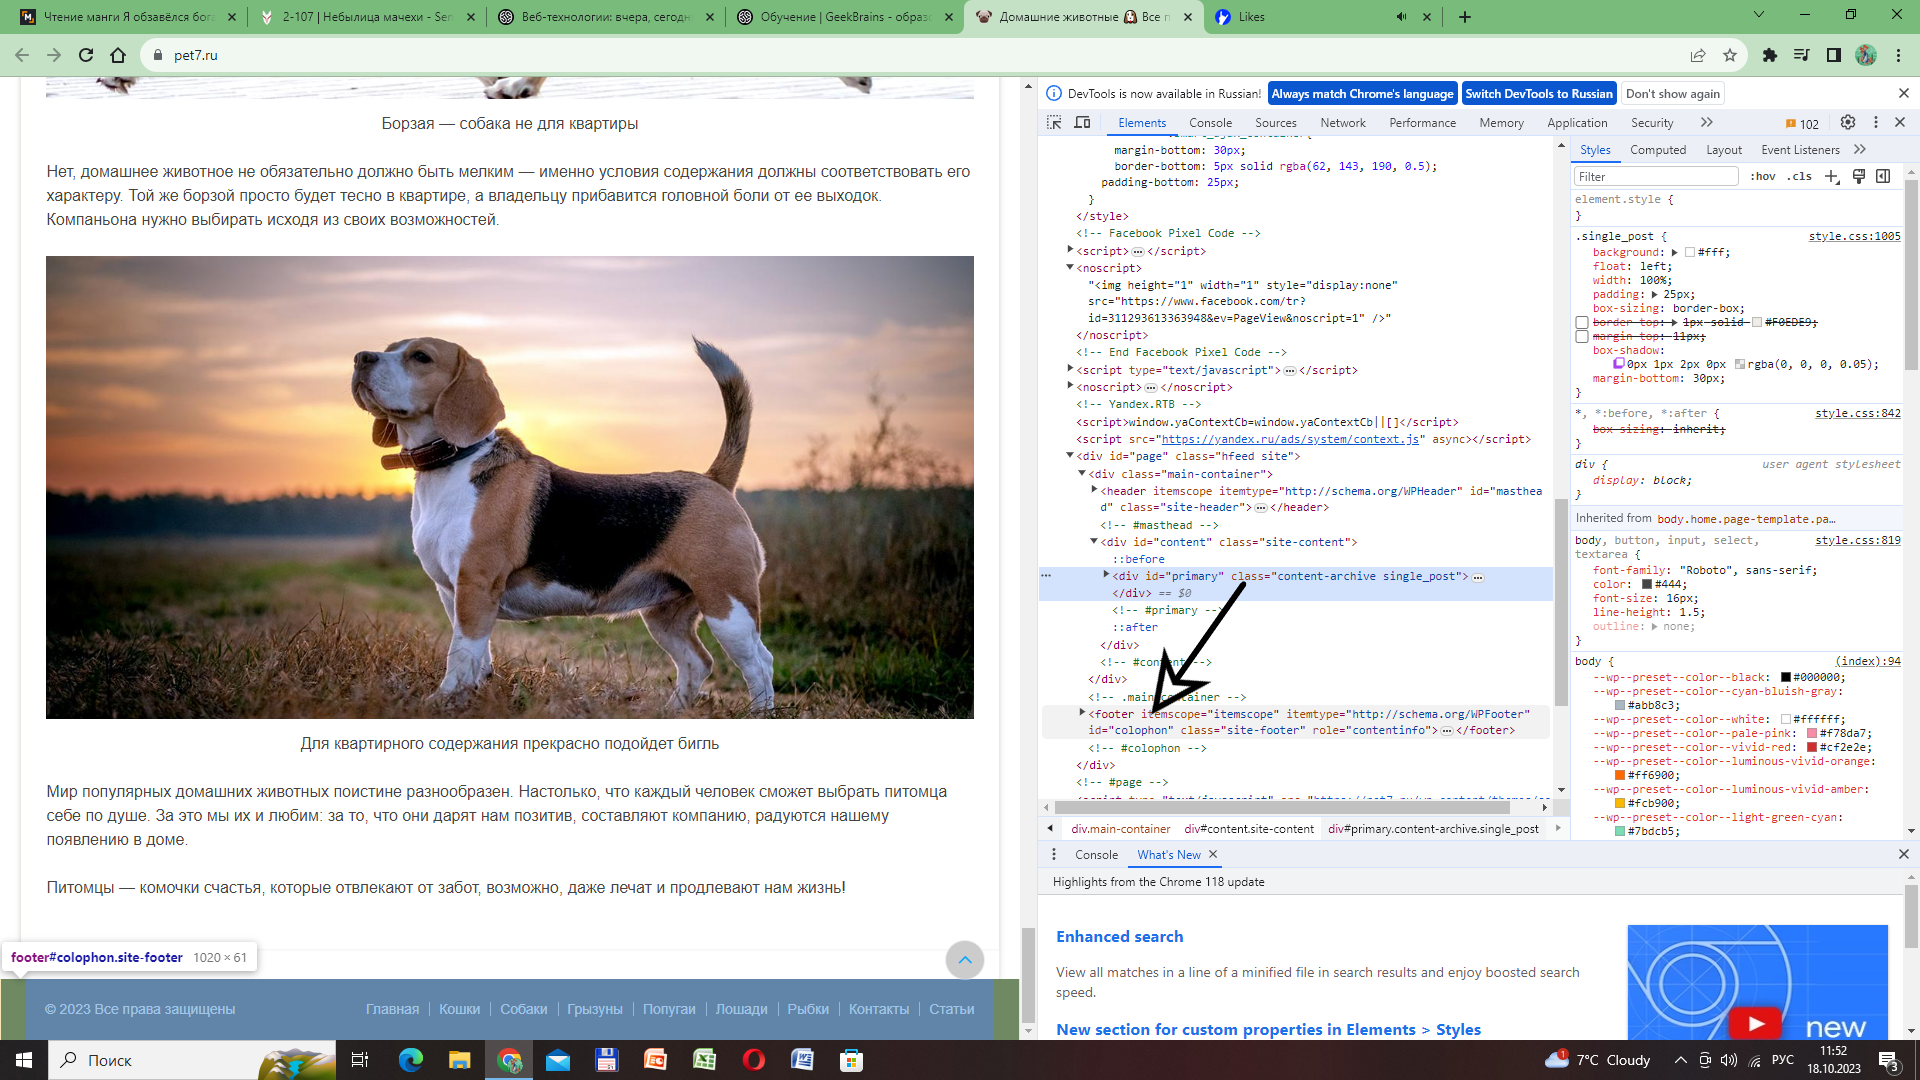 Чтение манги Я обзавёлся бога
2-107 | Небылица мачехи - Sen
Веб-технологии: вчера, сегодн
Обучение | GeekBrains - образо
Домашние животные
Все п
Likes
pet7.ru
Борзая — собака не для квартиры
Нет, домашнее животное не обязательно должно быть мелким — именно условия содержания должны соответствовать его
характеру. Той же борзой просто будет тесно в квартире, а владельцу прибавится головной боли от ее выходок.
Компаньона нужно выбирать исходя из своих возможностей.
Для квартирного содержания прекрасно подойдет бигль
Мир популярных домашних животных поистине разнообразен. Настолько, что каждый человек сможет выбрать питомца
себе по душе. За это мы их и любим: за то, что они дарят нам позитив, составляют компанию, радуются нашему
появлению в доме.
Питомцы — комочки счастья, которые отвлекают от забот, возможно, даже лечат и продлевают нам жизнь!
footer#colophon.site-footer 1020 × 61
© 2023 Все права защищены
Главная Кошки Собаки Грызуны Попугаи Лошади Рыбки Контакты Статьи
DevTools is now available in Russian!
Always match Chrome's language
Switch DevTools to Russian
Don't show again
Elements Console Sources Network Performance Memory Application Security
102
margin-bottom: 30px;
border-bottom: 5px solid rgba(62, 143, 190, 0.5);
padding-bottom: 25px;
}
</style>
<!-- Facebook Pixel Code -->
<script>…</script>
<noscript>
"<img height="1" width="1" style="display:none"
src="https://www.facebook.com/tr?
id=311293613363948&ev=PageView&noscript=1" />"
</noscript>
<!-- End Facebook Pixel Code -->
<script type="text/javascript">…</script>
<noscript>…</noscript>
<!-- Yandex.RTB -->
<script>window.yaContextCb=window.yaContextCb||[]</script>
<script src="https://yandex.ru/ads/system/context.js" async></script>
<div id="page" class="hfeed site">
<div class="main-container">
<header itemscope itemtype="http://schema.org/WPHeader" id="masthea
d" class="site-header">…</header>
<!-- #masthead -->
<div id="content" class="site-content">
::before
<div id="primary" class="content-archive single_post">…
</div> == $0
<!-- #primary -->
::after
</div>
<!-- #content -->
</div>
<!-- .main-container -->
<footer itemscope="itemscope" itemtype="http://schema.org/WPFooter"
id="colophon" class="site-footer" role="contentinfo">…</footer>
<!-- #colophon -->
</div>
<!-- #page -->
div.main-container div#content.site-content div#primary.content-archive.single_post
Styles Computed Layout Event Listeners
Filter :hov .cls
element.style {
}
.single_post { style.css:1005
background: #fff;
float: left;
width: 100%;
padding: 25px;
box-sizing: border-box;
border-top: 1px solid #F0EDE9;
margin-top: -11px;
box-shadow:
0px 1px 2px 0px rgba(0, 0, 0, 0.05);
margin-bottom: 30px;
}
*, *:before, *:after { style.css:842
box-sizing: inherit;
}
div { user agent stylesheet
display: block;
}
Inherited from body.home.page-template.pa…
body, button, input, select, style.css:819
textarea {
font-family: "Roboto", sans-serif;
color: #444;
font-size: 16px;
line-height: 1.5;
outline: none;
}
body { (index):94
--wp--preset--color--black: #000000;
--wp--preset--color--cyan-bluish-gray:
#abb8c3;
--wp--preset--color--white: #ffffff;
--wp--preset--color--pale-pink: #f78da7;
--wp--preset--color--vivid-red: #cf2e2e;
--wp--preset--color--luminous-vivid-orange:
#ff6900;
--wp--preset--color--luminous-vivid-amber:
#fcb900;
--wp--preset--color--light-green-cyan:
#7bdcb5;
Console What's New
Highlights from the Chrome 118 update
Enhanced search
View all matches in a line of a minified file in search results and enjoy boosted search
speed.
New section for custom properties in Elements > Styles
new
Поиск
1
7°C Cloudy
РУС
11:52
18.10.2023
3